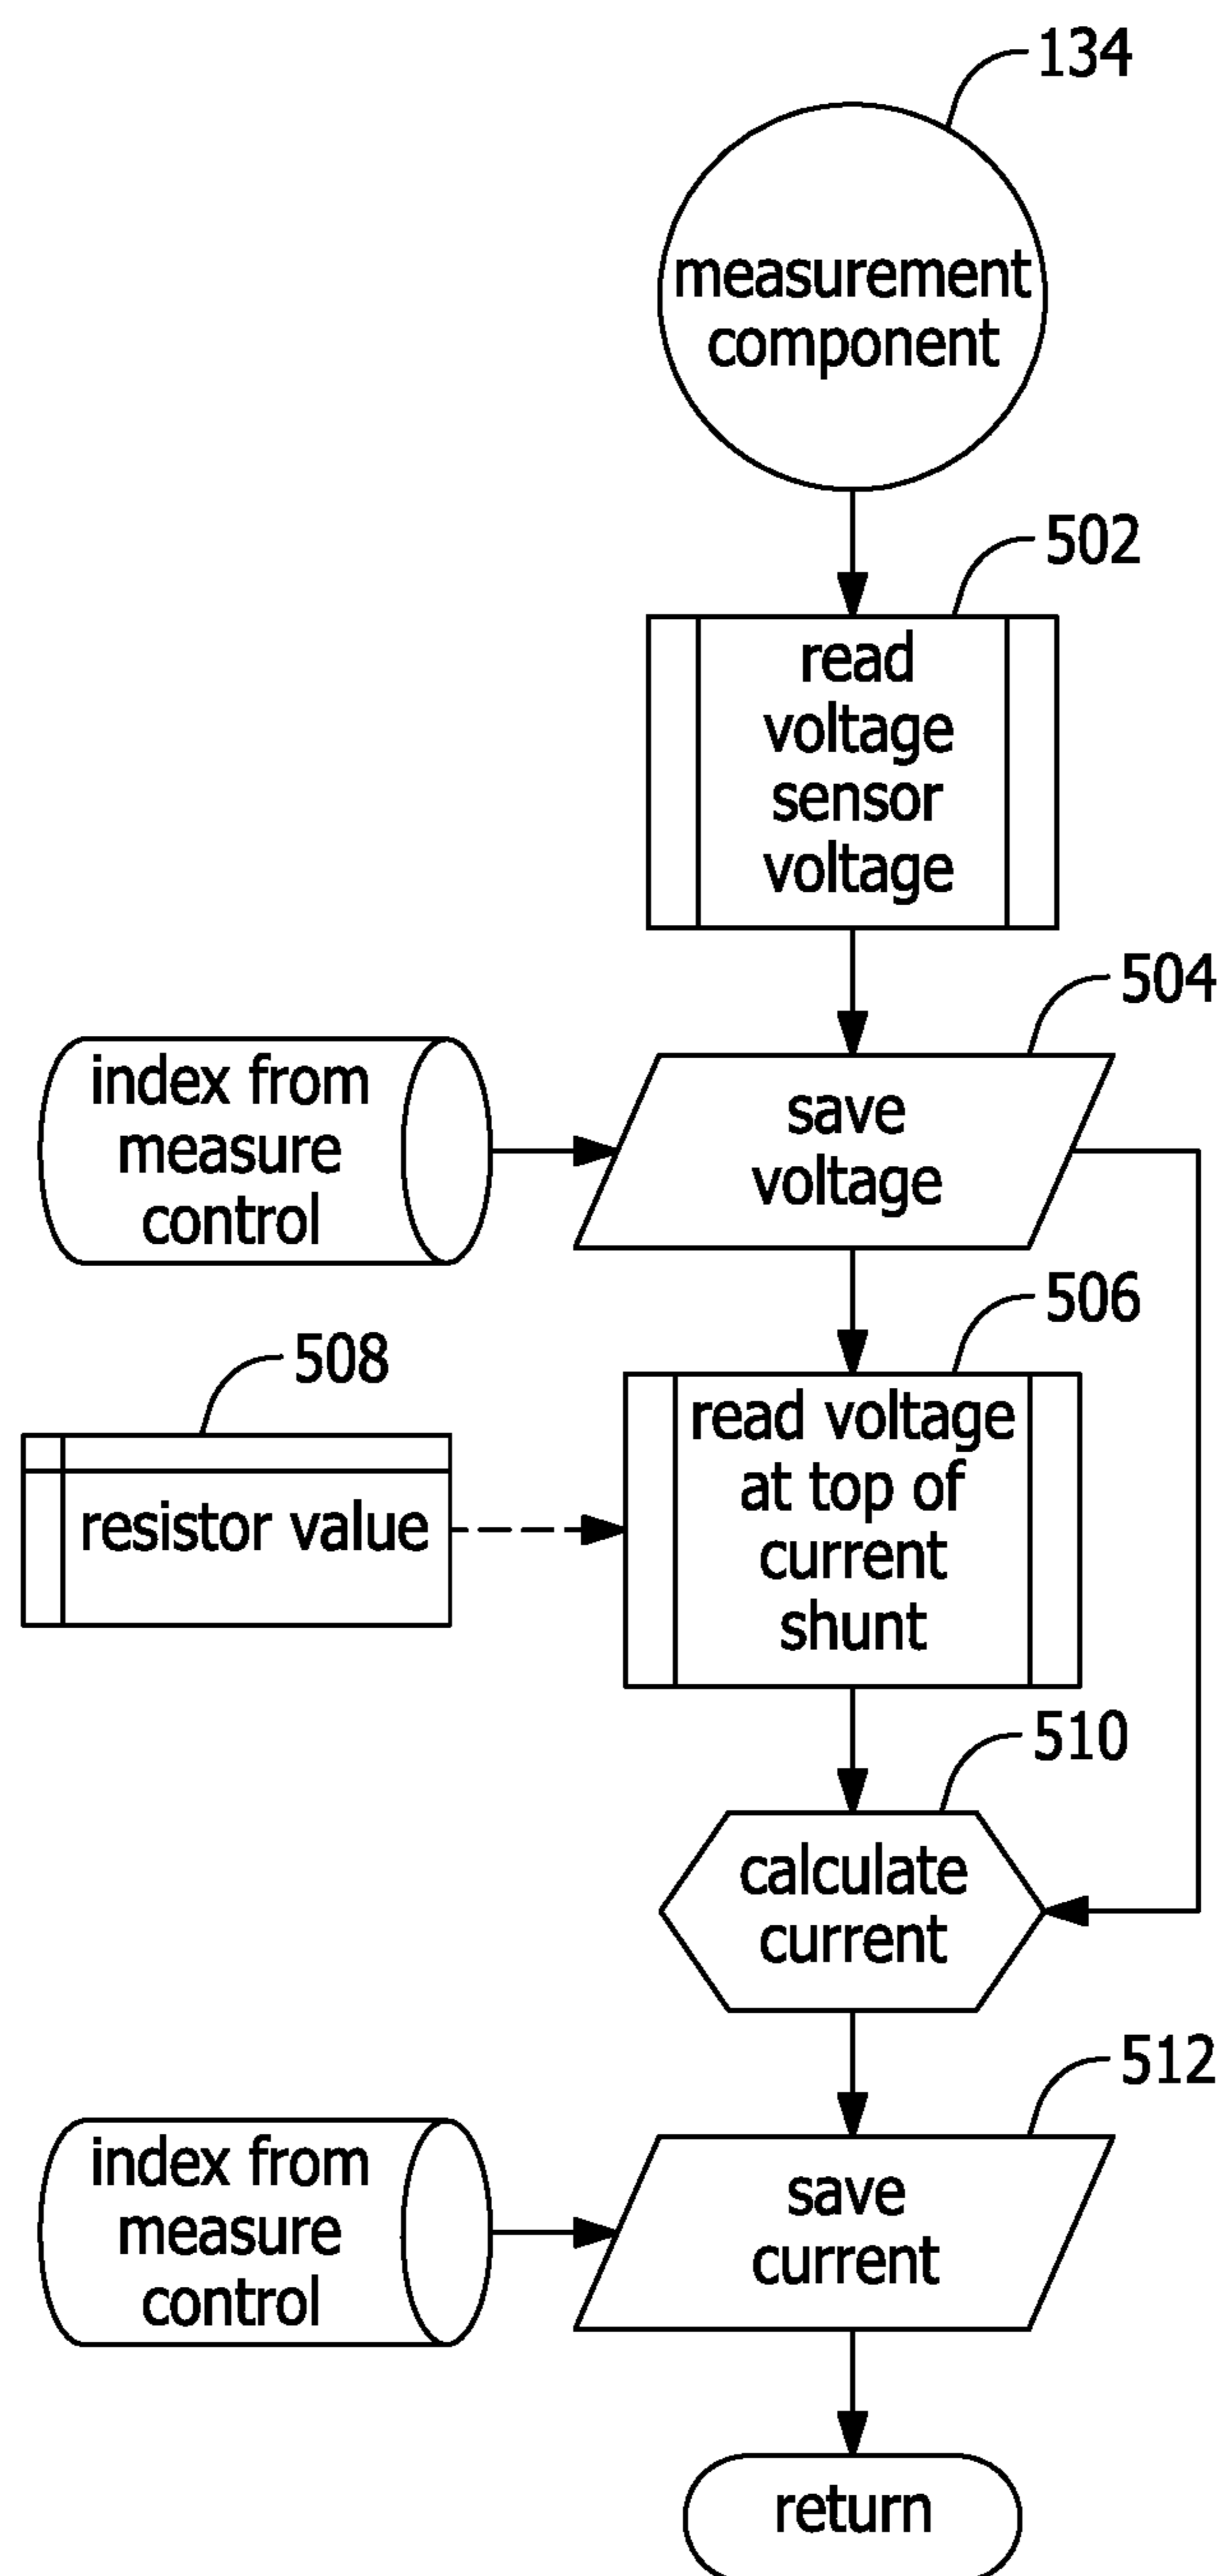 134
measurement
component
502
read
voltage
sensor
voltage
504
index from
measure
control
save
voltage
506
508
read voltage
at top of
current
shunt
resistor value
510
calculate
current
512
index from
measure
control
save
current
return